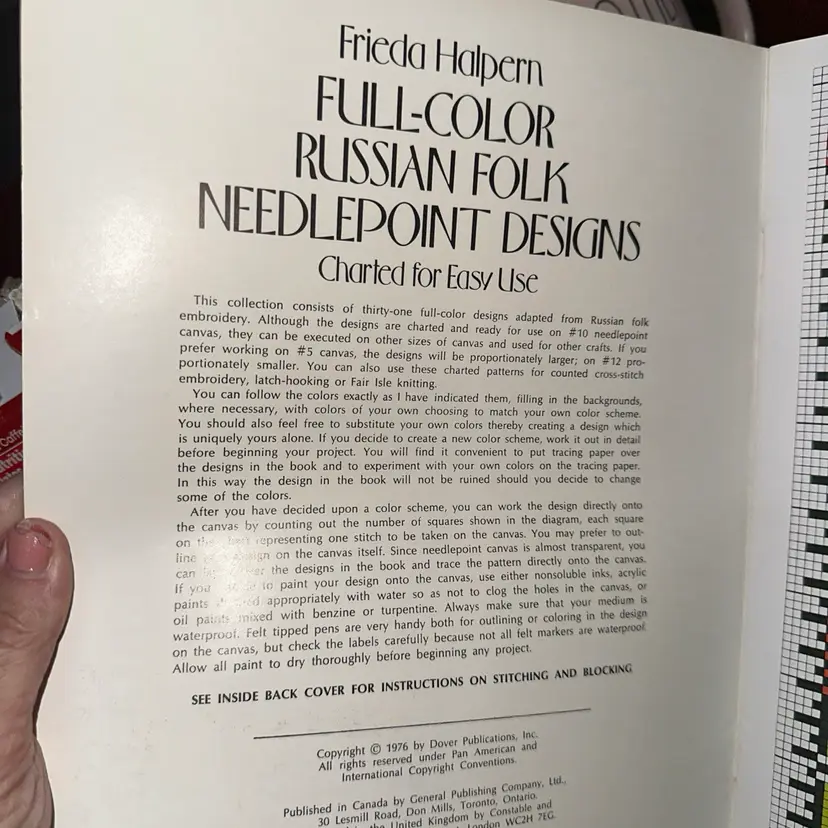 Frieda Halpern
FULL-COLOR
RUSSIAN FOLK
NEEDLEPOINT DESIGNS
Charted for Easy Use
This collection consists of thirty-one full-color designs adapted from Russian folk
embroidery. Although the designs are charted and ready for use on #10 needlepoint
canvas, they can be executed on other sizes of canvas and used for other crafts. If you
prefer working on #5 canvas, the designs will be proportionately larger; on #12 pro-
portionately smaller. You can also use these charted patterns for counted cross-stitch
embroidery, latch-hooking or Fair Isle knitting.
You can follow the colors exactly as I have indicated them, filling in the backgrounds,
where necessary, with colors of your own choosing to match your own color scheme.
You should also feel free to substitute your own colors thereby creating a design which
is uniquely yours alone. If you decide to create a new color scheme, work it out in detail
before beginning your project. You will find it convenient to put tracing paper over
the designs in the book and to experiment with your own colors on the tracing paper.
In this way the design in the book will not be ruined should you decide to change
some of the colors.
After you have decided upon a color scheme, you can work the design directly onto
the canvas by counting out the number of squares shown in the diagram, each square
on representing one stitch to be taken on the canvas. You may prefer to out-
line design on the canvas itself. Since needlepoint canvas is almost transparent, you
can the designs in the book and trace the pattern directly onto the canvas.
If you to paint your design onto the canvas, use either nonsoluble inks, acrylic
paints appropriately with water so as not to clog the holes in the canvas, or
oil paints mixed with benzine or turpentine. Always make sure that your medium is
waterproof. Felt tipped pens are very handy both for outlining or coloring in the design
on the canvas, but check the labels carefully because not all felt markers are waterproof.
Allow all paint to dry thoroughly before beginning any project.
SEE INSIDE BACK COVER FOR INSTRUCTIONS ON STITCHING AND BLOCKING
Copyright © 1976 by Dover Publications, Inc.
All rights reserved under Pan American and
International Copyright Conventions.
Published in Canada by General Publishing Company, Ltd.,
30 Lesmill Road, Don Mills, Toronto, Ontario.
the United Kingdom by Constable and
London WC2H 7EG.